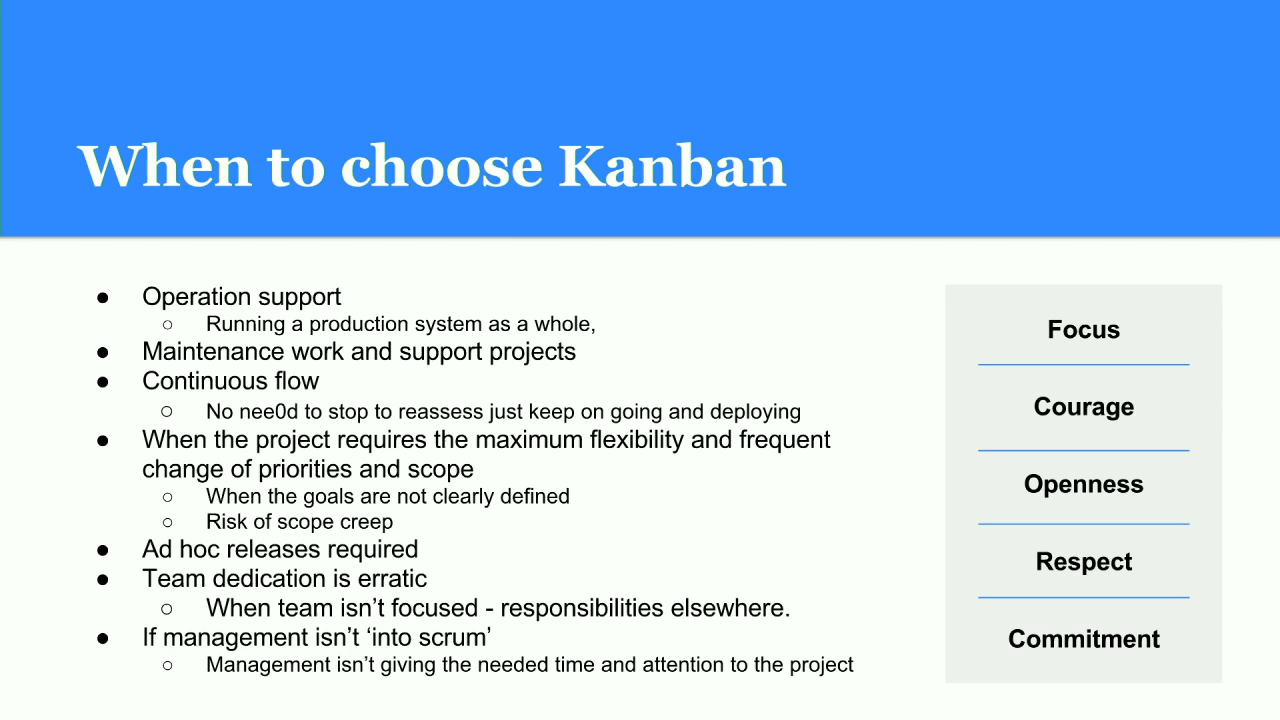 When to choose Kanban
● Operation support
○ Running a production system as a whole,
● Maintenance work and support projects
● Continuous flow
○ No nee0d to stop to reassess just keep on going and deploying
● When the project requires the maximum flexibility and frequent
change of priorities and scope
○ When the goals are not clearly defined
○ Risk of scope creep
● Ad hoc releases required
● Team dedication is erratic
○ When team isn’t focused - responsibilities elsewhere.
● If management isn’t ‘into scrum’
○ Management isn’t giving the needed time and attention to the project
Focus
Courage
Openness
Respect
Commitment